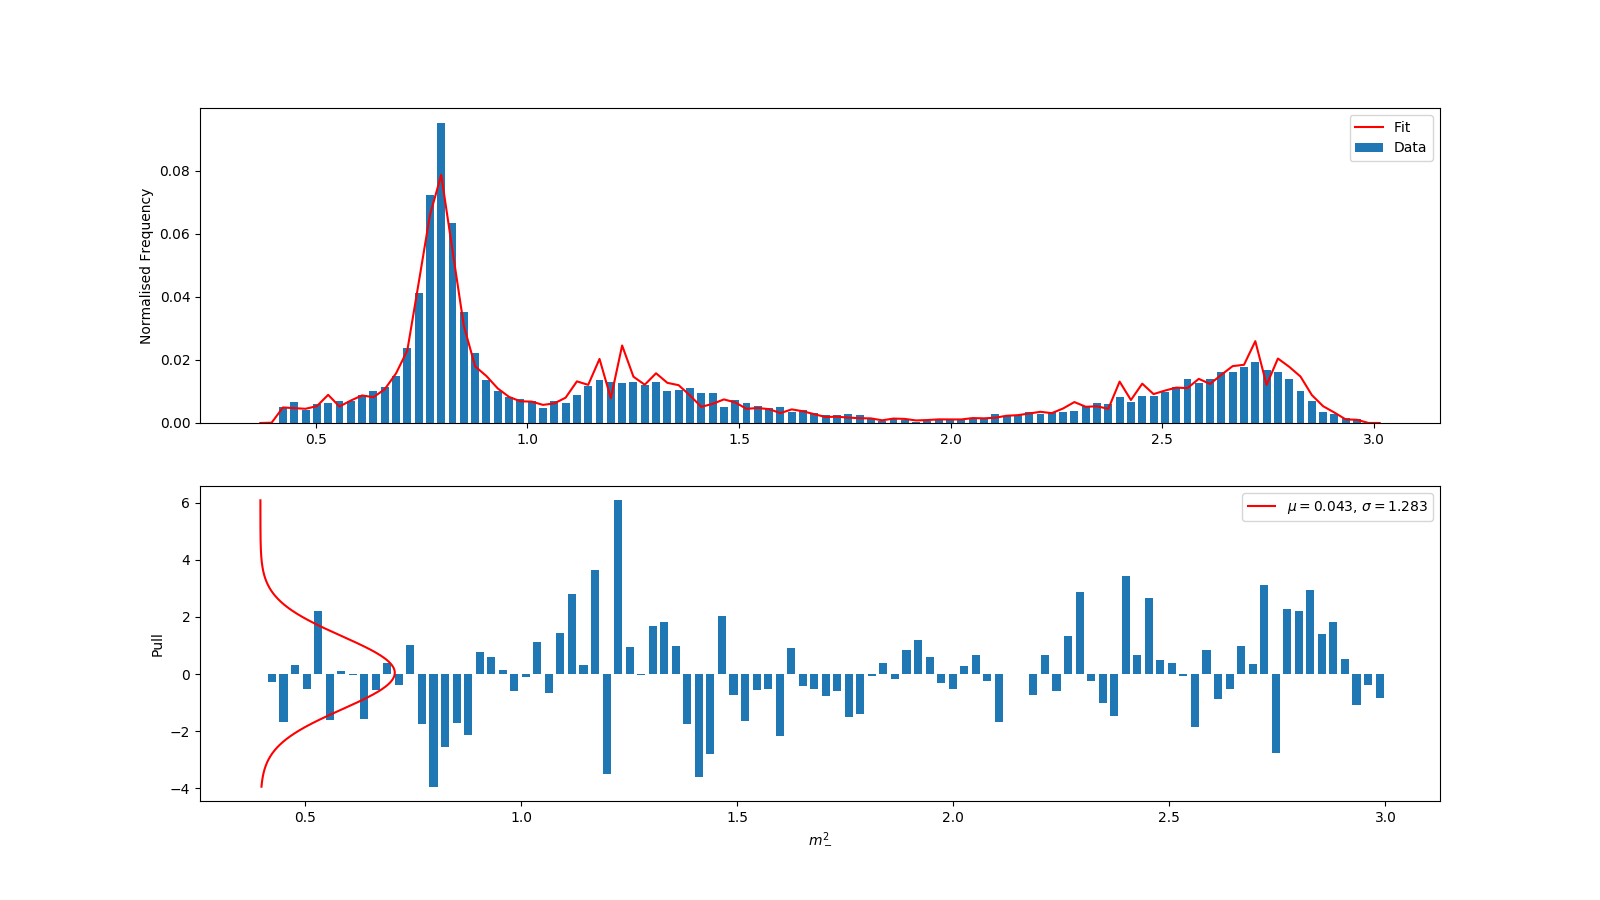 Normalised Frequency
0.08
0.06
0.04
0.02
0.00
0.5 1.0 1.5 2.0 2.5 3.0
Fit
Data
Pull
6
4
2
0
−2
−4
0.5 1.0 1.5 2.0 2.5 3.0
μ = 0.043, σ = 1.283
m²₋